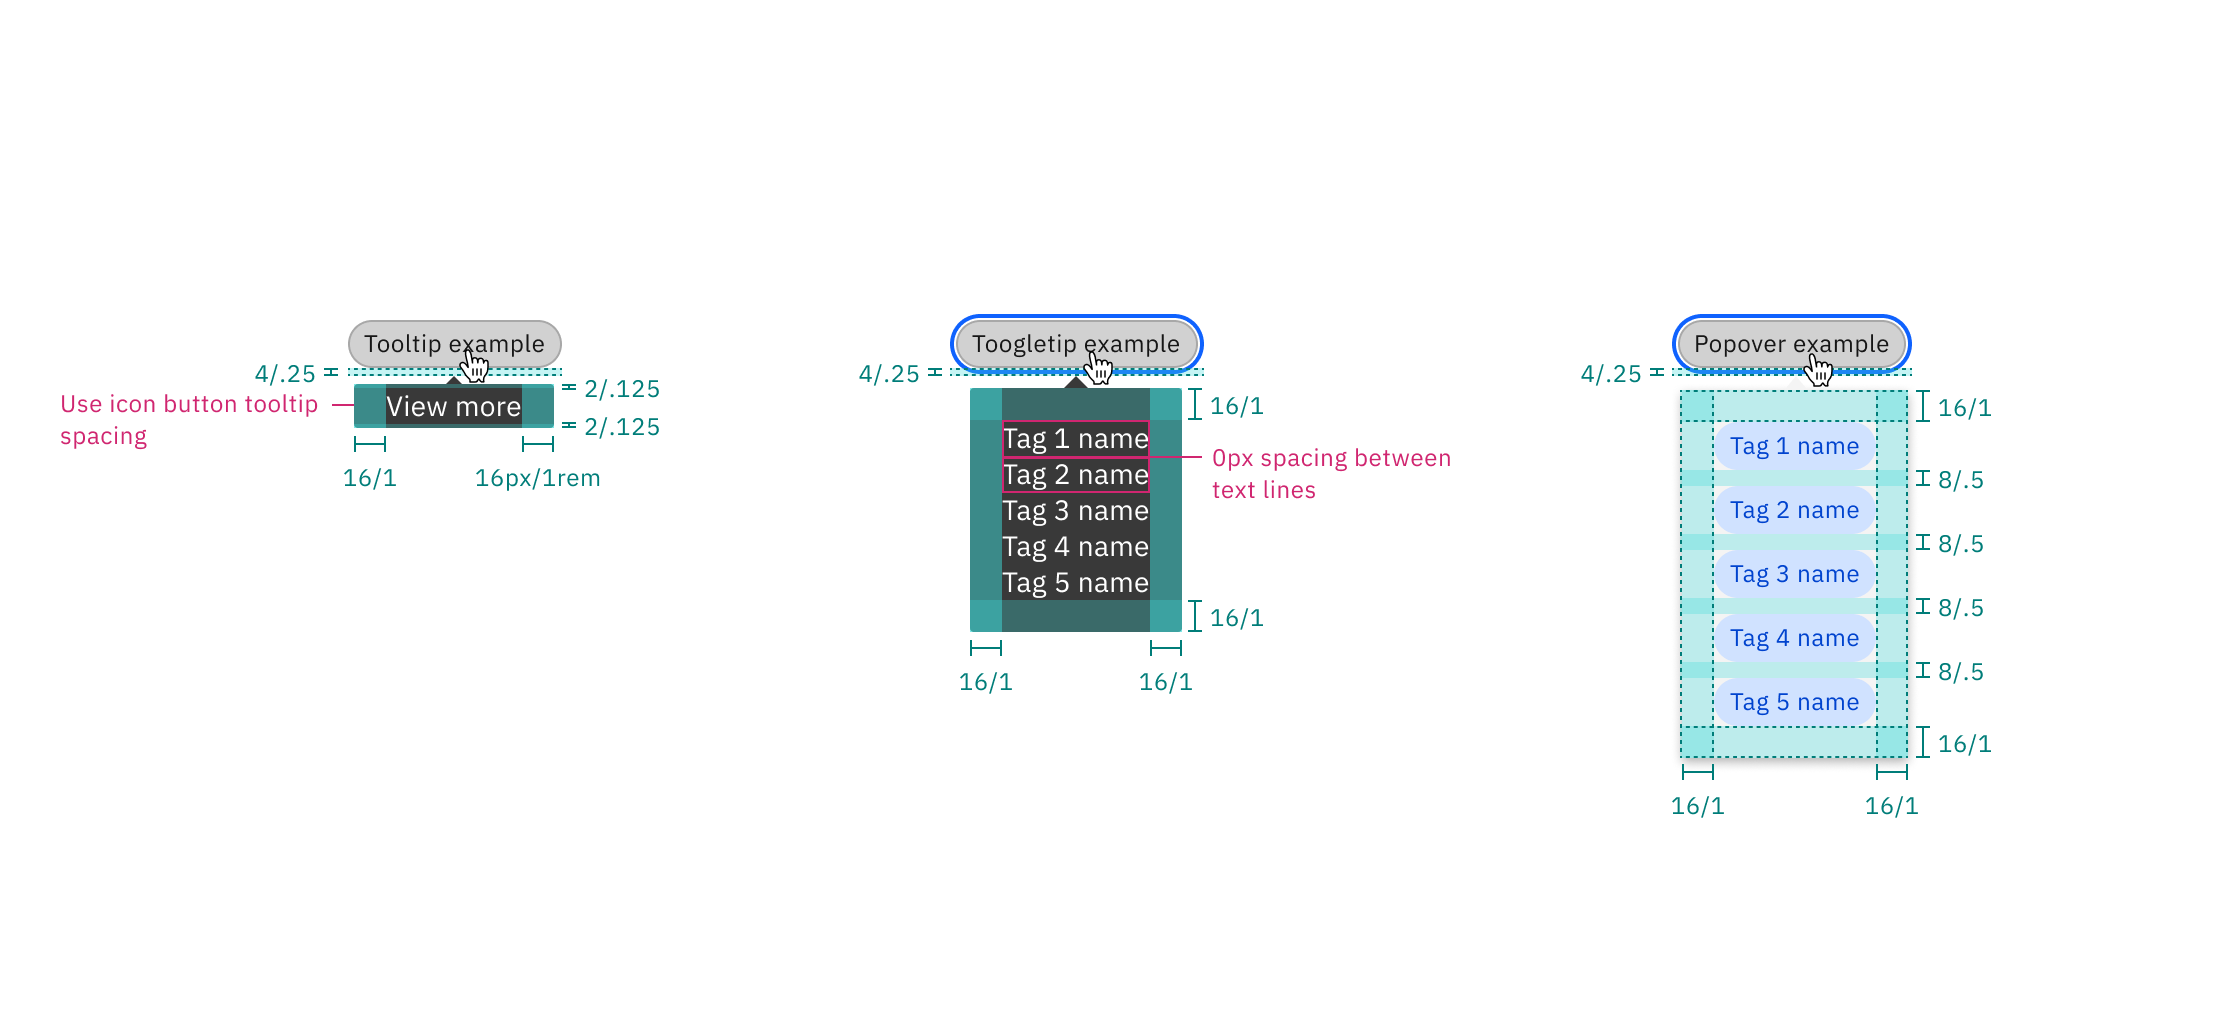 Tooltip example
4/.25
Use icon button tooltip
spacing
View more
2/.125
2/.125
16/1
16px/1rem
Toogletip example
4/.25
16/1
Tag 1 name
Tag 2 name
Tag 3 name
Tag 4 name
Tag 5 name
0px spacing between
text lines
16/1
16/1
16/1
Popover example
4/.25
16/1
Tag 1 name
8/.5
Tag 2 name
8/.5
Tag 3 name
8/.5
Tag 4 name
8/.5
Tag 5 name
16/1
16/1
16/1